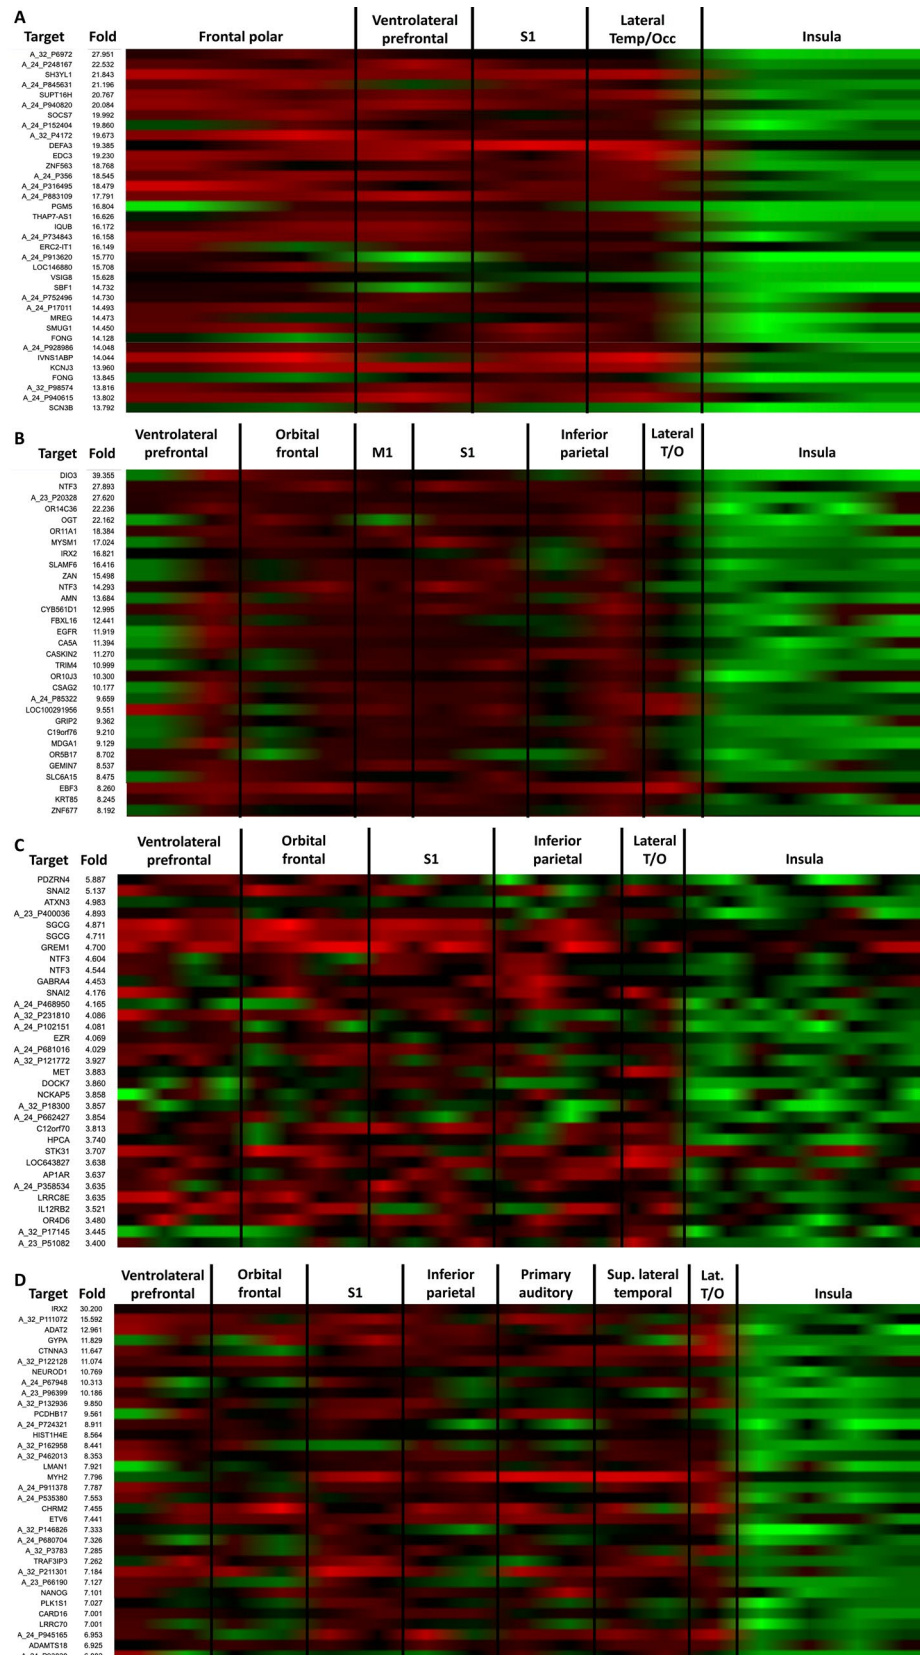 A
Target Fold Frontal polar Ventrolateral prefrontal S1 Lateral Temp/Occ Insula
A_32_P6972 27.951
A_24_P248167 22.532
SH3YL1 21.843
A_24_P845631 21.196
SUPT16H 20.767
A_24_P940820 20.084
SOCS7 19.992
A_24_P152404 19.860
A_32_P4172 19.673
DEFA3 19.385
EDC3 19.230
ZNF563 18.768
A_24_P356 18.545
A_24_P316495 18.479
A_24_P883109 17.791
PGM5 16.804
THAP7-AS1 16.626
IQUB 16.172
A_24_P734843 16.158
ERC2-IT1 16.149
A_24_P913620 15.770
LOC146880 15.708
VSIG8 15.628
SBF1 14.732
A_24_P752496 14.730
A_24_P17011 14.493
MREG 14.473
SMUG1 14.450
FONG 14.128
A_24_P928986 14.048
IVNS1ABP 14.044
KCNJ3 13.960
FONG 13.845
A_32_P98574 13.816
A_24_P940615 13.802
SCN3B 13.792
B
Target Fold Ventrolateral prefrontal Orbital frontal M1 S1 Inferior parietal Lateral T/O Insula
DIO3 39.355
NTF3 27.893
A_23_P20328 27.620
OR14C36 22.236
OGT 22.162
OR11A1 18.384
MYSM1 17.024
IRX2 16.821
SLAMF6 16.416
ZAN 15.498
NTF3 14.293
AMN 13.684
CYB561D1 12.995
FBXL16 12.441
EGFR 11.919
CA5A 11.394
CASKIN2 11.270
TRIM4 10.999
OR10J3 10.300
CSAG2 10.177
A_24_P85322 9.659
LOC100291956 9.551
GRIP2 9.362
C19orf76 9.210
MDGA1 9.129
OR5B17 8.702
GEMIN7 8.537
SLC6A15 8.475
EBF3 8.260
KRT85 8.245
ZNF677 8.192
C
Target Fold Ventrolateral prefrontal Orbital frontal S1 Inferior parietal Lateral T/O Insula
PDZRN4 5.887
SNAI2 5.137
ATXN3 4.983
A_23_P400036 4.893
SGCG 4.871
SGCG 4.711
GREM1 4.700
NTF3 4.604
NTF3 4.544
GABRA4 4.453
SNAI2 4.176
A_24_P468950 4.165
A_32_P231810 4.086
A_24_P102151 4.081
EZR 4.069
A_24_P681016 4.029
A_32_P121772 3.927
MET 3.883
DOCK7 3.860
NCKAP5 3.858
A_32_P18300 3.857
A_24_P662427 3.854
C12orf70 3.813
HPCA 3.740
STK31 3.707
LOC643827 3.638
AP1AR 3.637
A_24_P358534 3.635
LRRC8E 3.635
IL12RB2 3.521
OR4D6 3.480
A_32_P17145 3.445
A_23_P51082 3.400
D
Target Fold Ventrolateral prefrontal Orbital frontal S1 Inferior parietal Primary auditory Sup. lateral temporal Lat. T/O Insula
IRX2 30.200
A_32_P111072 15.592
ADAT2 12.961
GYPA 11.829
CTNNA3 11.647
A_32_P122128 11.074
NEUROD1 10.769
A_24_P67948 10.313
A_23_P96399 10.186
A_32_P132936 9.850
PCDHB17 9.561
A_24_P724321 8.911
HIST1H4E 8.564
A_32_P162958 8.441
A_32_P462013 8.353
LMAN1 7.921
MYH2 7.796
A_24_P911378 7.787
A_24_P535380 7.553
CHRM2 7.455
ETV6 7.441
A_32_P146826 7.333
A_24_P680704 7.326
A_32_P3783 7.285
TRAF3IP3 7.262
A_32_P211301 7.184
A_23_P66190 7.127
NANOG 7.101
PLK1S1 7.027
CARD16 7.001
LRRC70 7.001
A_24_P945165 6.953
ADAMTS18 6.925